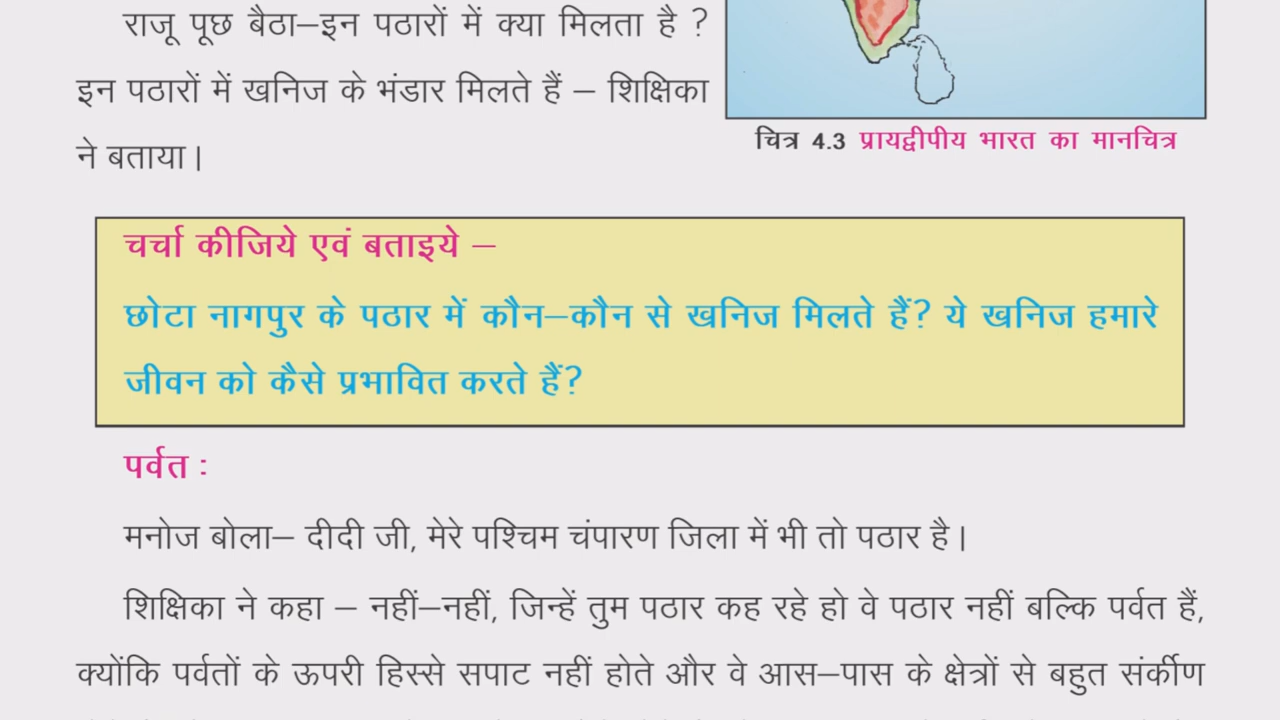 राजू पूछ बैठा–इन पठारों में क्या मिलता है ?
इन पठारों में खनिज के भंडार मिलते हैं – शिक्षिका
ने बताया।
चित्र 4.3 प्रायद्वीपीय भारत का मानचित्र
चर्चा कीजिये एवं बताइये –
छोटा नागपुर के पठार में कौन–कौन से खनिज मिलते हैं? ये खनिज हमारे
जीवन को कैसे प्रभावित करते हैं?
पर्वत :
मनोज बोला– दीदी जी, मेरे पश्चिम चंपारण जिला में भी तो पठार है।
शिक्षिका ने कहा – नहीं–नहीं, जिन्हें तुम पठार कह रहे हो वे पठार नहीं बल्कि पर्वत हैं,
क्योंकि पर्वतों के ऊपरी हिस्से सपाट नहीं होते और वे आस–पास के क्षेत्रों से बहुत संर्कीण